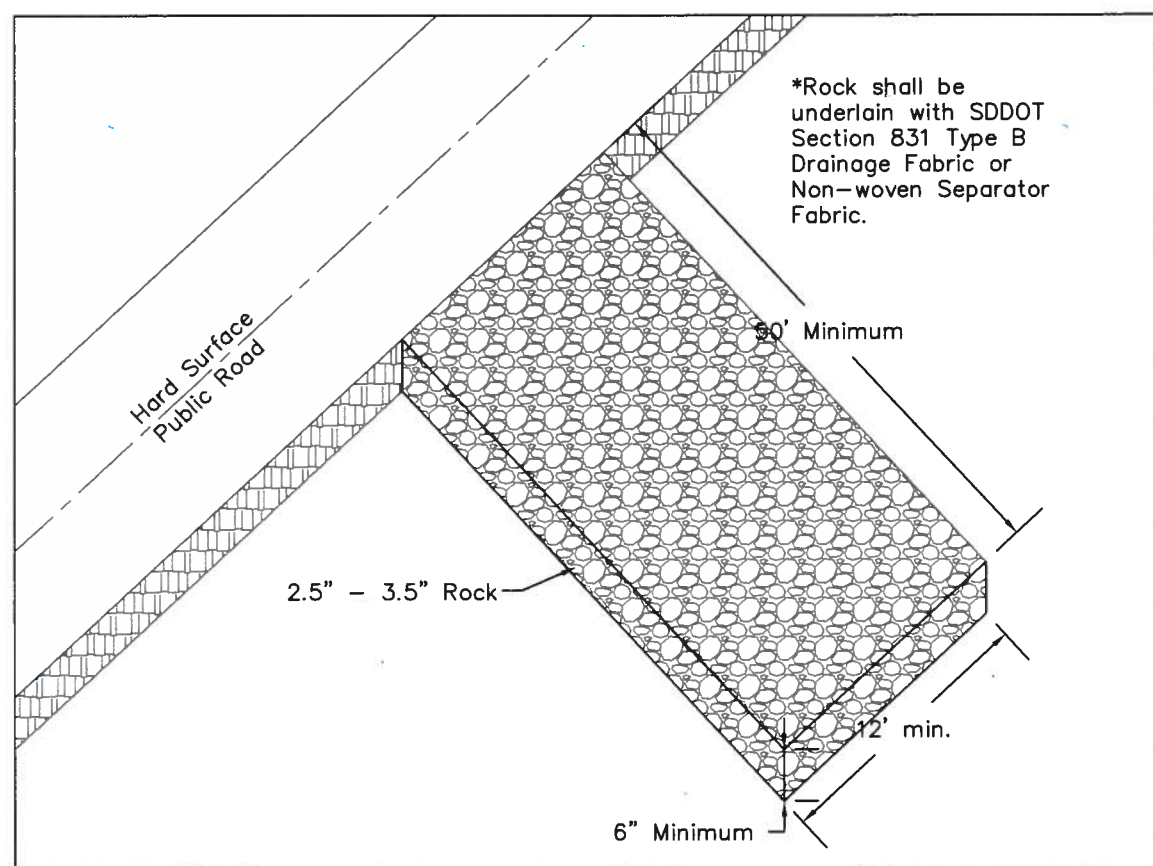 *Rock shall be
underlain with SDDOT
Section 831 Type B
Drainage Fabric or
Non-woven Separator
Fabric.
50' Minimum
Hard Surface
Public Road
2.5" - 3.5" Rock
12' min.
6" Minimum